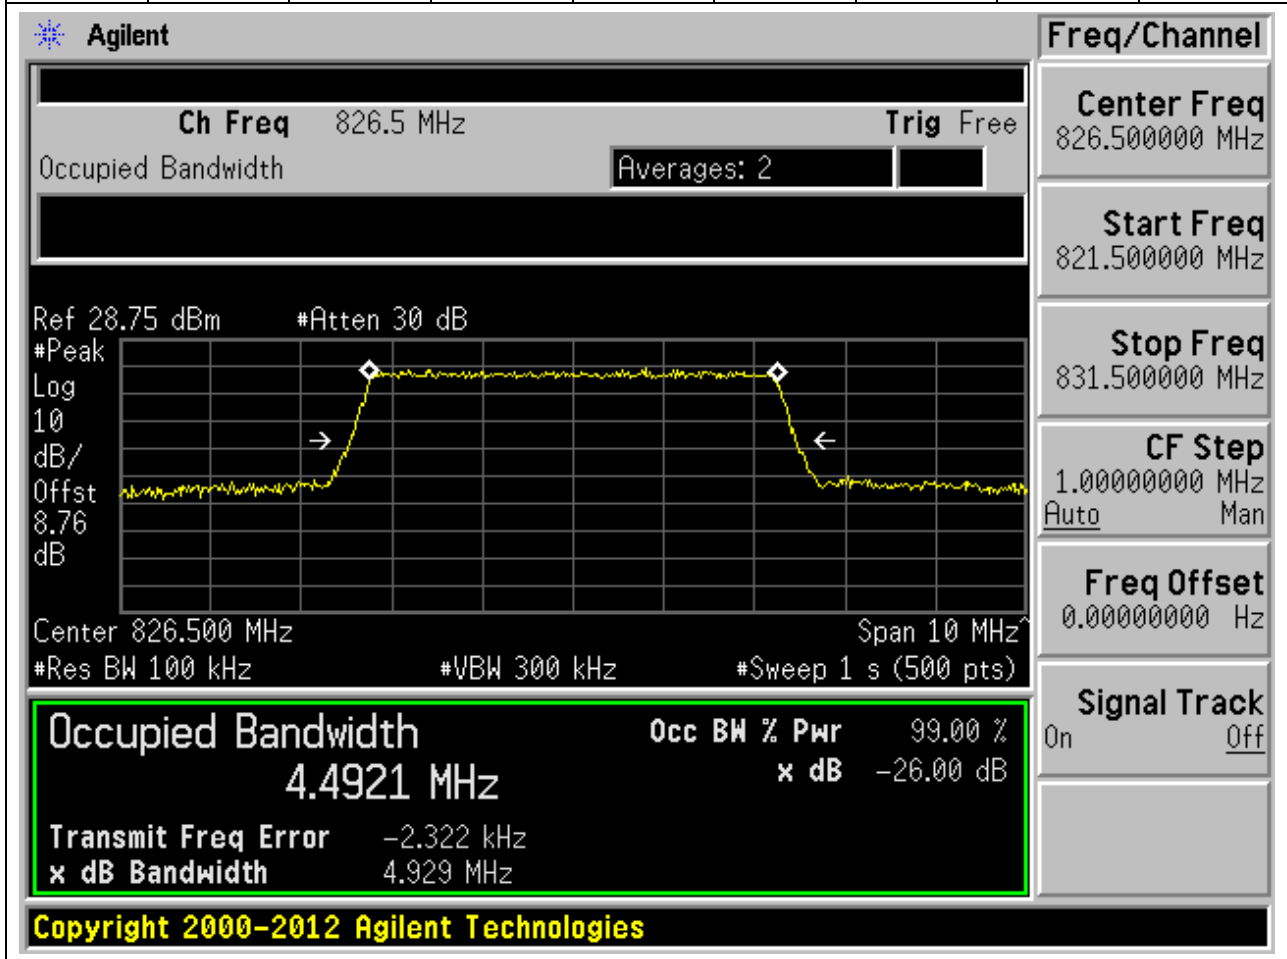 Agilent
Freq/Channel
Ch Freq 826.5 MHz Trig Free
Occupied Bandwidth Averages: 2
Center Freq
826.500000 MHz
Start Freq
821.500000 MHz
Stop Freq
831.500000 MHz
CF Step
1.00000000 MHz
Auto Man
Freq Offset
0.00000000 Hz
Signal Track
On Off
Ref 28.75 dBm #Atten 30 dB
#Peak
Log
10
dB/
Offst
8.76
dB
Center 826.500 MHz Span 10 MHz^
#Res BW 100 kHz #VBW 300 kHz #Sweep 1 s (500 pts)
Occupied Bandwidth Occ BW % Pwr 99.00 %
4.4921 MHz x dB -26.00 dB
Transmit Freq Error -2.322 kHz
x dB Bandwidth 4.929 MHz
Copyright 2000-2012 Agilent Technologies